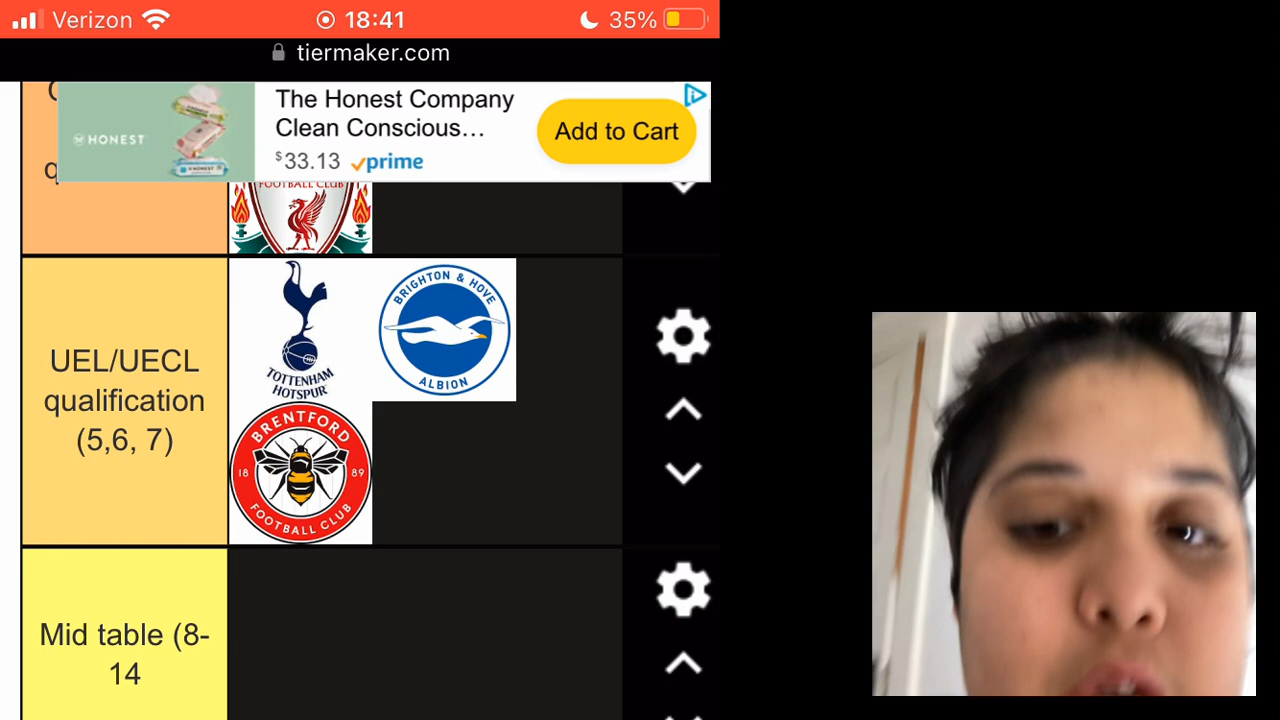 Verizon 18:41 35%
tiermaker.com
The Honest Company
Clean Conscious...
HONEST
$33.13 prime
Add to Cart
FOOTBALL CLUB
UEL/UECL
qualification
(5,6, 7)
TOTTENHAM
HOTSPUR
BRIGHTON & HOVE
ALBION
BRENTFORD
18 89
FOOTBALL CLUB
Mid table (8-
14